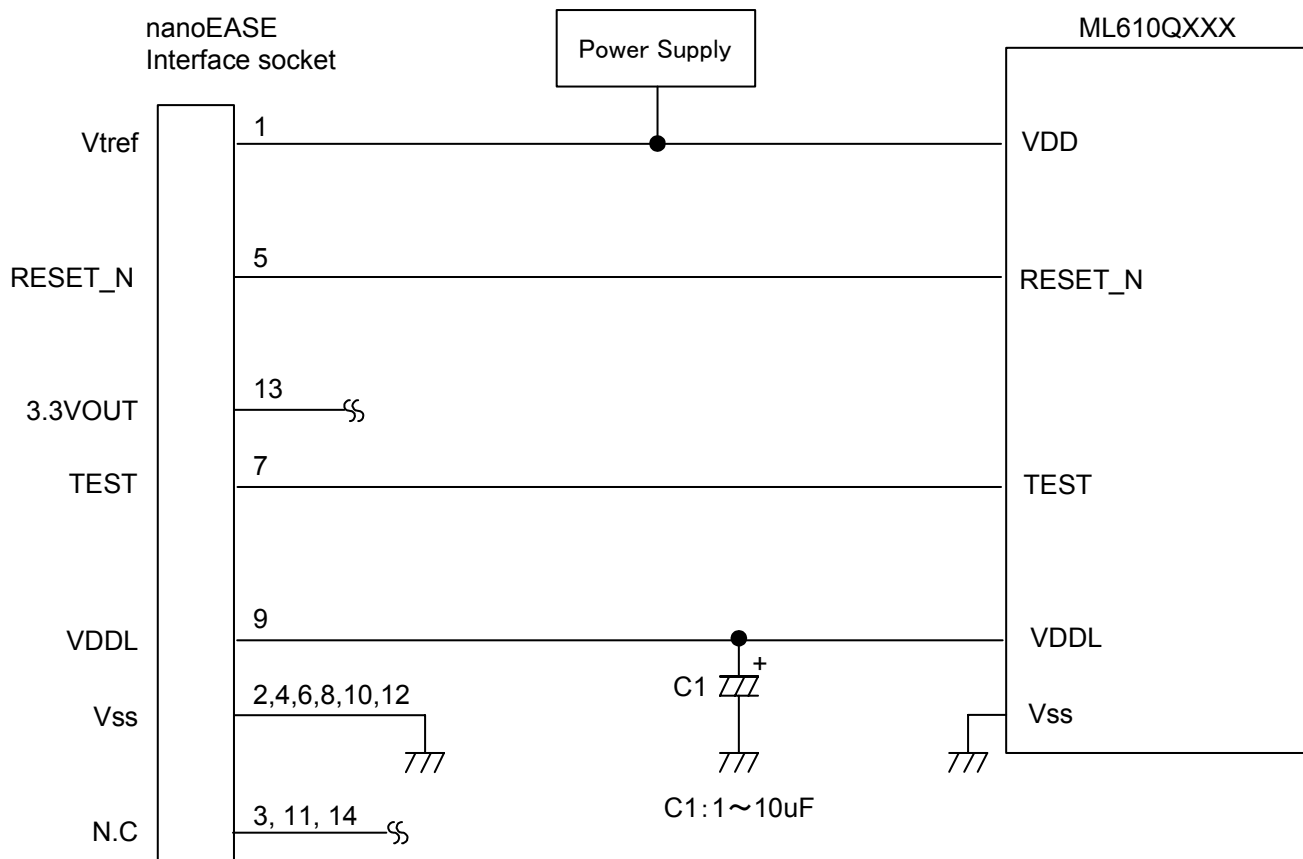 nanoEASE
Interface socket
Power Supply
ML610QXXX
Vtref
1
VDD
RESET_N
5
RESET_N
3.3VOUT
13
TEST
7
TEST
VDDL
9
VDDL
C1
+
Vss
2,4,6,8,10,12
Vss
C1:1～10uF
N.C
3, 11, 14